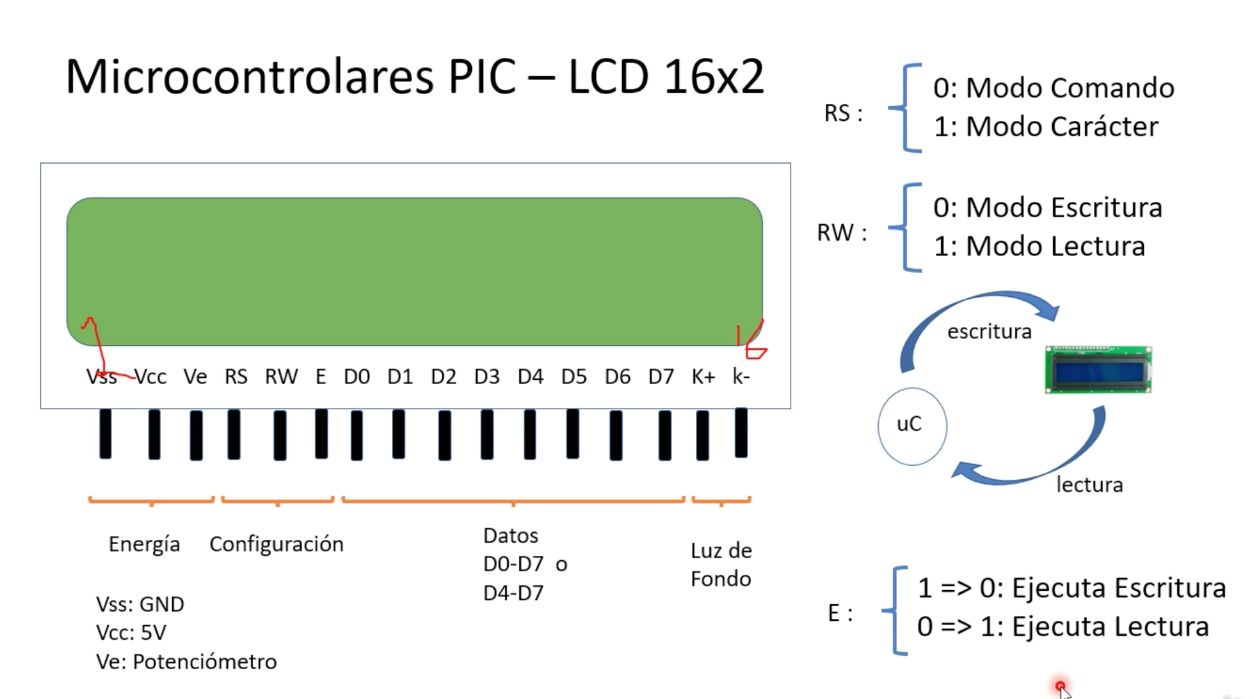 Microcontrolares PIC – LCD 16x2
RS :
0: Modo Comando
1: Modo Carácter
RW :
0: Modo Escritura
1: Modo Lectura
1
16
Vss Vcc Ve RS RW E D0 D1 D2 D3 D4 D5 D6 D7 K+ k-
escritura
uC
lectura
Energía
Configuración
Datos
D0-D7 o
D4-D7
Luz de
Fondo
Vss: GND
Vcc: 5V
Ve: Potenciómetro
E :
1 => 0: Ejecuta Escritura
0 => 1: Ejecuta Lectura